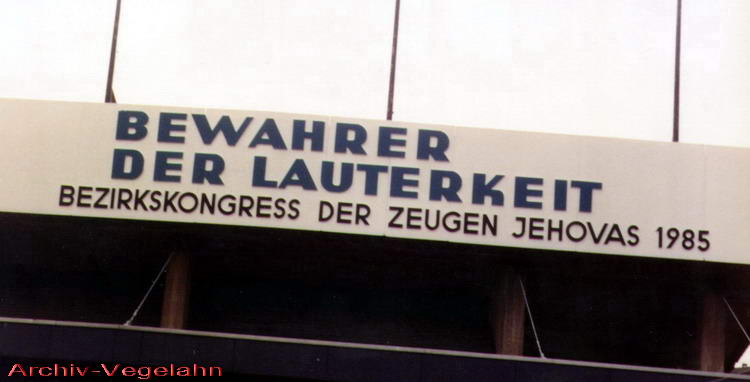 BEWAHRER
DER LAUTERKEIT
BEZIRKSKONGRESS DER ZEUGEN JEHOVAS 1985
Archiv-Vegelahn